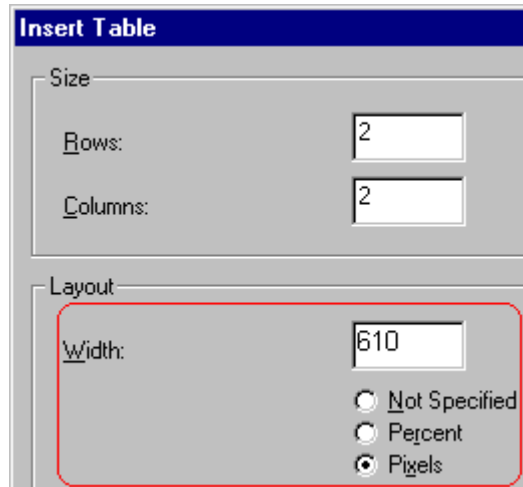 Insert Table
Size
Rows: 2
Columns: 2
Layout
Width: 610
Not Specified
Percent
Pixels